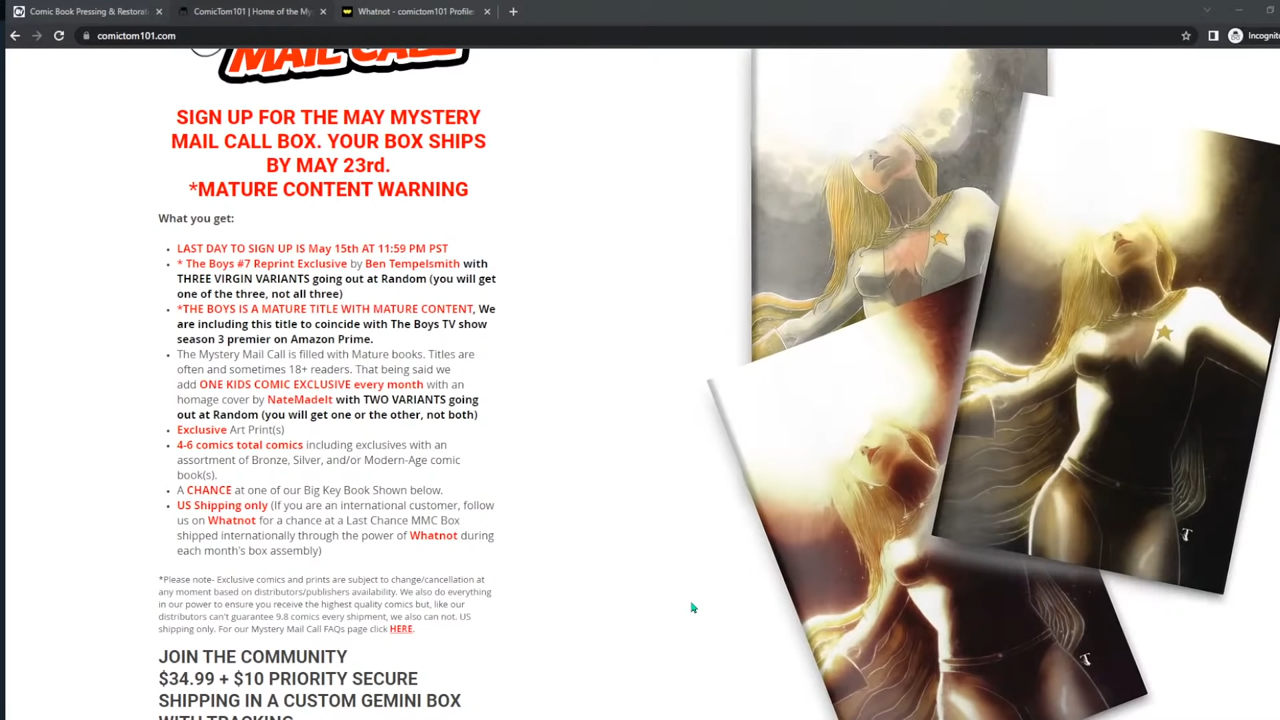 Comic Book Pressing & Restorat
ComicTom101 | Home of the My
Whatnot - comictom101 Profile
comictom101.com
Incognit
MAIL CALL
SIGN UP FOR THE MAY MYSTERY
MAIL CALL BOX. YOUR BOX SHIPS
BY MAY 23rd.
*MATURE CONTENT WARNING
What you get:
LAST DAY TO SIGN UP IS May 15th AT 11:59 PM PST
* The Boys #7 Reprint Exclusive by Ben Tempelsmith with
THREE VIRGIN VARIANTS going out at Random (you will get
one of the three, not all three)
*THE BOYS IS A MATURE TITLE WITH MATURE CONTENT, We
are including this title to coincide with The Boys TV show
season 3 premier on Amazon Prime.
The Mystery Mail Call is filled with Mature books. Titles are
often and sometimes 18+ readers. That being said we
add ONE KIDS COMIC EXCLUSIVE every month with an
homage cover by NateMadeIt with TWO VARIANTS going
out at Random (you will get one or the other, not both)
Exclusive Art Print(s)
4-6 comics total comics including exclusives with an
assortment of Bronze, Silver, and/or Modern-Age comic
book(s).
A CHANCE at one of our Big Key Book Shown below.
US Shipping only (If you are an international customer, follow
us on Whatnot for a chance at a Last Chance MMC Box
shipped internationally through the power of Whatnot during
each month's box assembly)
*Please note- Exclusive comics and prints are subject to change/cancellation at
any moment based on distributors/publishers availability. We also do everything
in our power to ensure you receive the highest quality comics but, like our
distributors can't guarantee 9.8 comics every shipment, we also can not. US
shipping only. For our Mystery Mail Call FAQs page click HERE.
JOIN THE COMMUNITY
$34.99 + $10 PRIORITY SECURE
SHIPPING IN A CUSTOM GEMINI BOX
WITH TRACKING